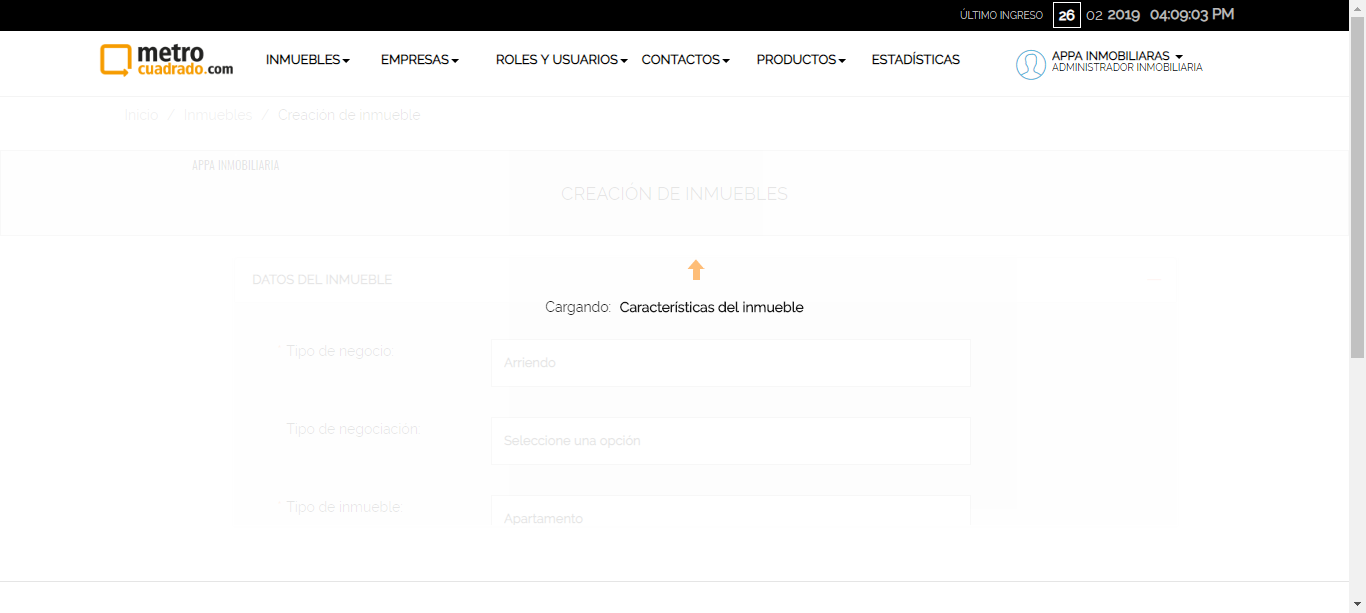 ÚLTIMO INGRESO 26 02 2019 04:09:03 PM
metro
cuadrado.com
INMUEBLES EMPRESAS ROLES Y USUARIOS CONTACTOS PRODUCTOS ESTADÍSTICAS
APPA INMOBILIARAS
ADMINISTRADOR INMOBILIARIA
Inicio / Inmuebles / Creación de inmueble
APPA INMOBILIARIA
CREACIÓN DE INMUEBLES
DATOS DEL INMUEBLE
Cargando: Características del inmueble
* Tipo de negocio:
Arriendo
Tipo de negociación:
Seleccione una opción
* Tipo de inmueble:
Apartamento